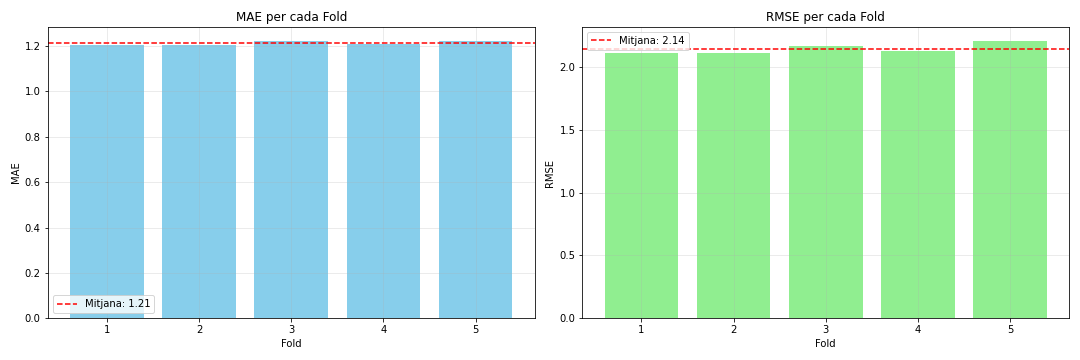 MAE per cada Fold
MAE
1.2
1.0
0.8
0.6
0.4
0.2
0.0
Mitjana: 1.21
1 2 3 4 5
Fold
RMSE per cada Fold
RMSE
Mitjana: 2.14
2.0
1.5
1.0
0.5
0.0
1 2 3 4 5
Fold